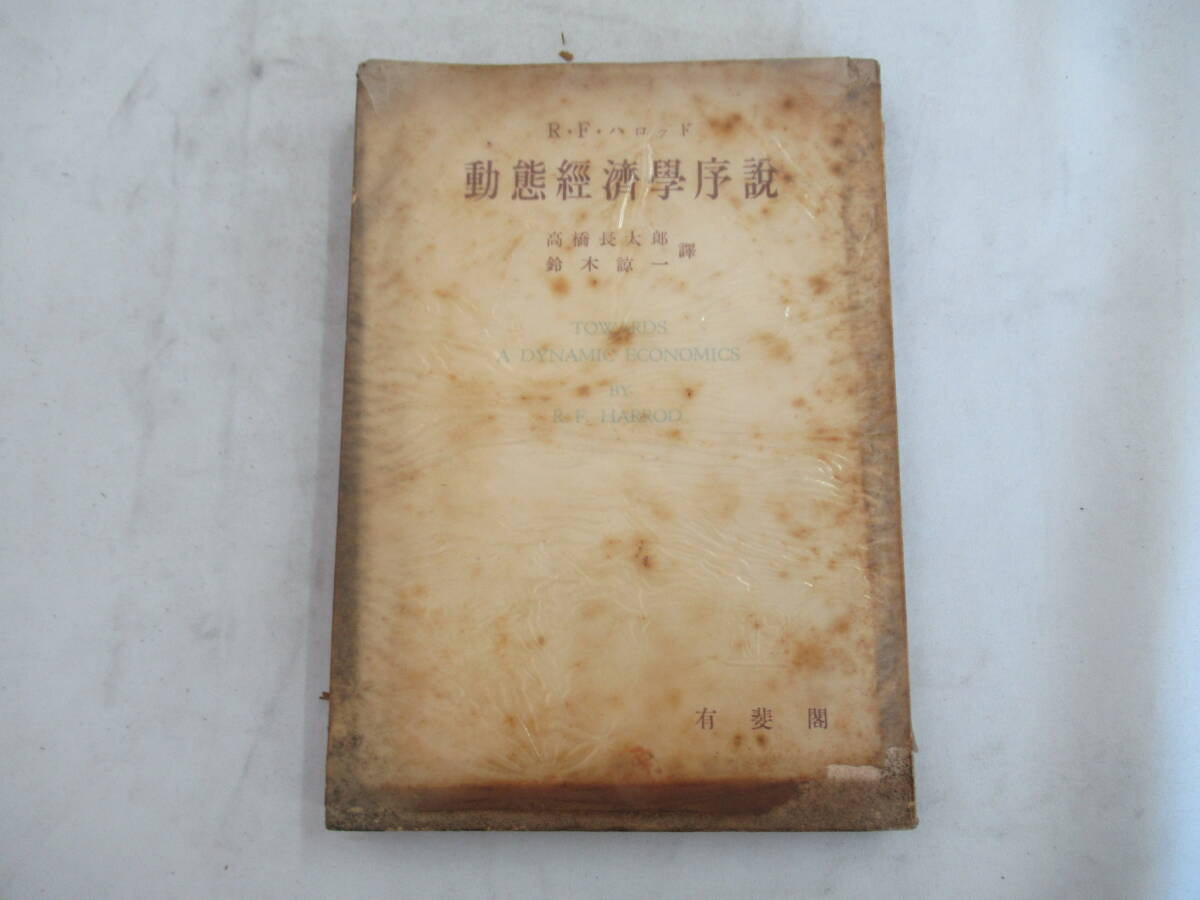 R・F・ハロッド
動態經濟學序說
高橋長太郎
鈴木諒一
譯
TOWARDS
A DYNAMIC ECONOMICS
BY
R. F. HARROD
有斐閣